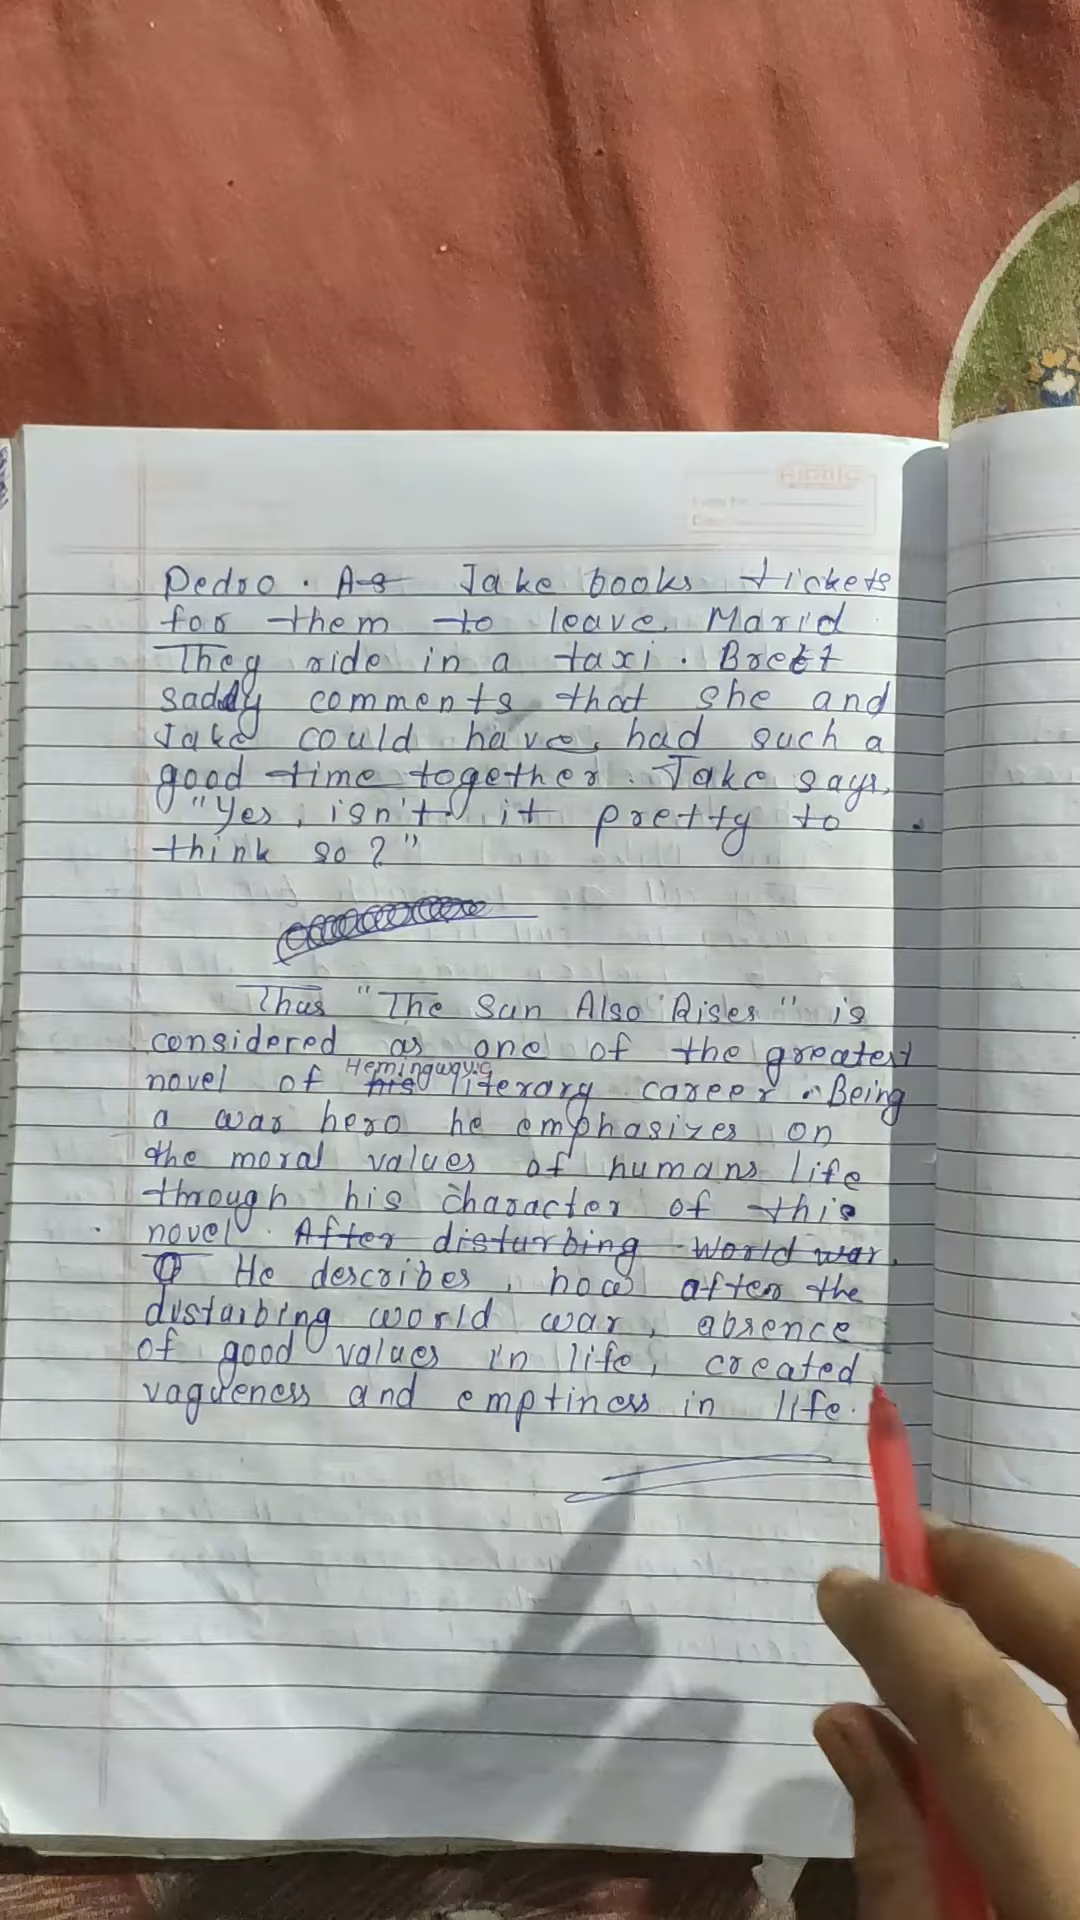 Pedro. As Jake books tickets
for them to leave. Marid
They ride in a taxi. Brett
saddly comments that she and
Jake could have, had such a
good time together. Jake says,
"Yes, isn't it pretty to
think so?"
Thus "The Sun Also Rises" is
considered as one of the greatest
Hemingway's
novel of his literary career. Being
a war hero he emphasizes on
the moral values of humans life
through his character of this
novel. After disturbing World war.
He describes, how after the
disturbing world war, absence
of good values in life, created
vagueness and emptiness in life.